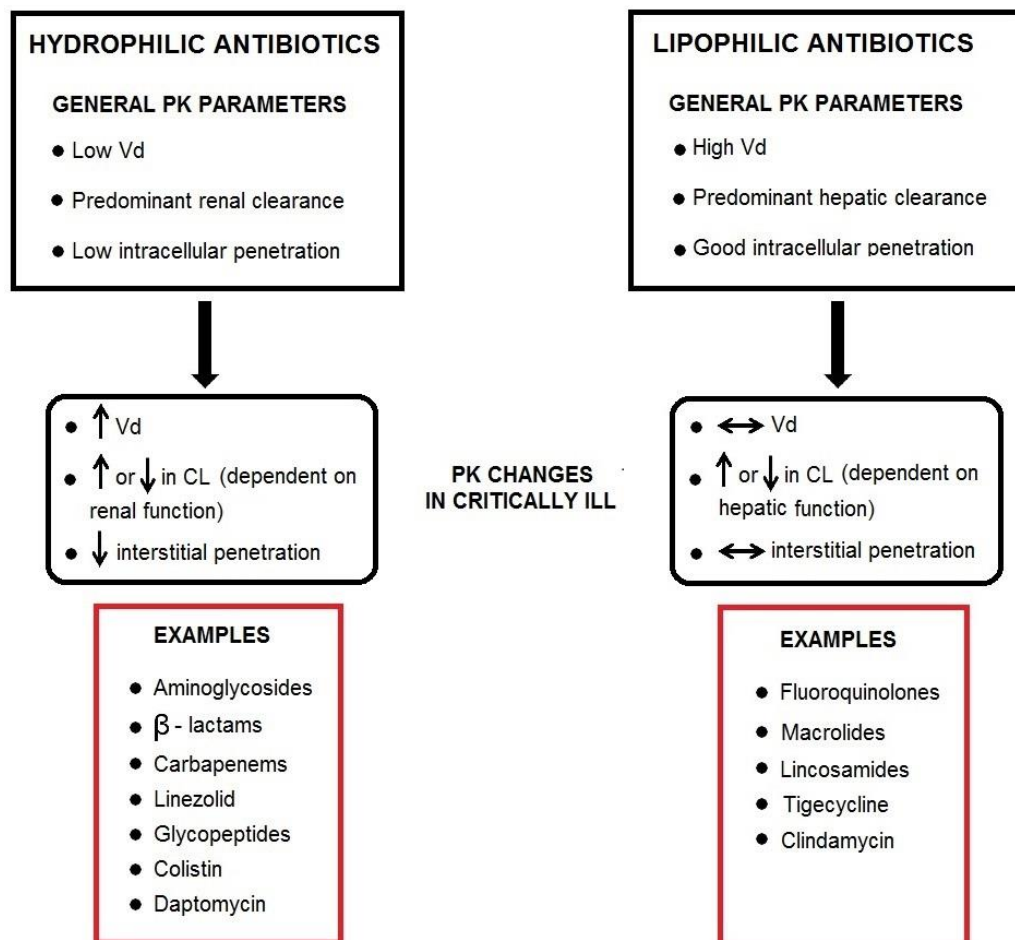 HYDROPHILIC ANTIBIOTICS
GENERAL PK PARAMETERS
● Low Vd
● Predominant renal clearance
● Low intracellular penetration
● ↑ Vd
● ↑ or ↓ in CL (dependent on
renal function)
● ↓ interstitial penetration
EXAMPLES
● Aminoglycosides
● β - lactams
● Carbapenems
● Linezolid
● Glycopeptides
● Colistin
● Daptomycin
PK CHANGES
IN CRITICALLY ILL
LIPOPHILIC ANTIBIOTICS
GENERAL PK PARAMETERS
● High Vd
● Predominant hepatic clearance
● Good intracellular penetration
● ↔ Vd
● ↑ or ↓ in CL (dependent on
hepatic function)
● ↔ interstitial penetration
EXAMPLES
● Fluoroquinolones
● Macrolides
● Lincosamides
● Tigecycline
● Clindamycin